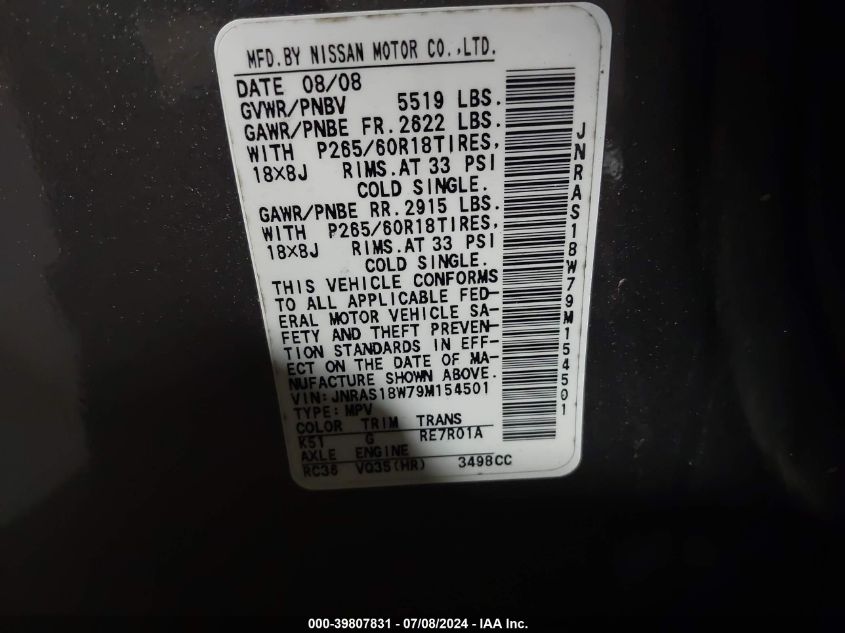 MFD.BY NISSAN MOTOR CO.,LTD.
DATE 08/08
GVWR/PNBV 5519 LBS.
GAWR/PNBE FR.2622 LBS.
WITH P265/60R18TIRES,
18X8J RIMS.AT 33 PSI
COLD SINGLE.
GAWR/PNBE RR.2915 LBS.
WITH P265/60R18TIRES,
18X8J RIMS.AT 33 PSI
COLD SINGLE.
THIS VEHICLE CONFORMS
TO ALL APPLICABLE FED-
ERAL MOTOR VEHICLE SA-
FETY AND THEFT PREVEN-
TION STANDARDS IN EFF-
ECT ON THE DATE OF MA-
NUFACTURE SHOWN ABOVE.
VIN:JNRAS18W79M154501
TYPE:MPV
COLOR TRIM TRANS
K51 G RE7R01A
AXLE ENGINE
RC36 VQ35(HR) 3498CC
JNRAS18W79M154501
000-39807831 - 07/08/2024 - IAA Inc.